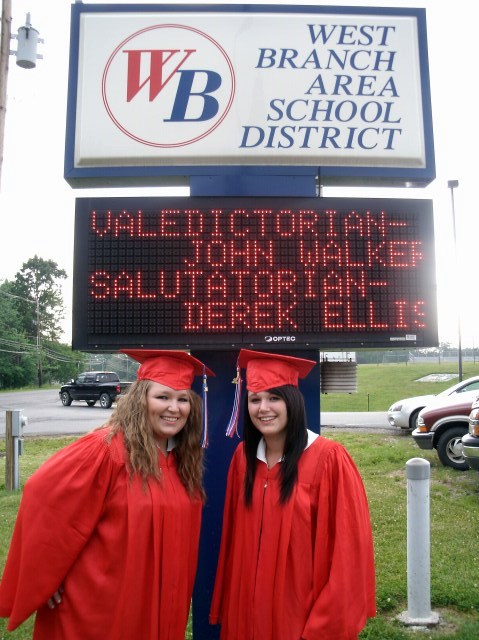 WB
WEST
BRANCH
AREA
SCHOOL
DISTRICT
VALEDICTORIAN-
JOHN WALKER
SALUTATORIAN-
DEREK ELLIS
OPTEC